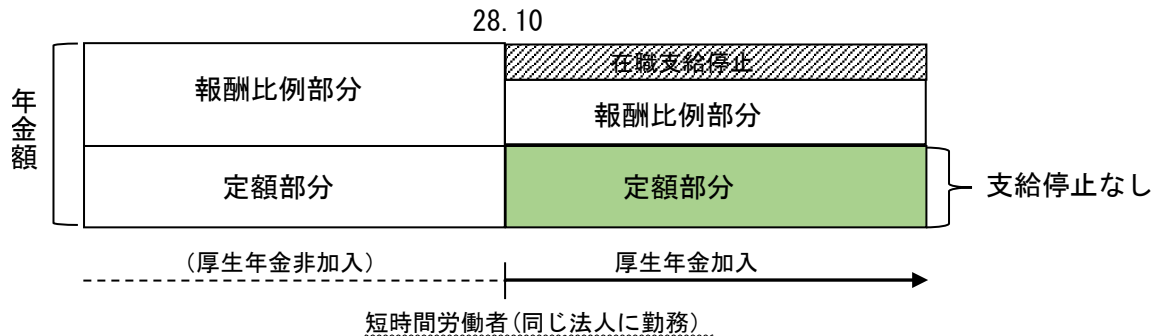 28.10
年金額
在職支給停止
報酬比例部分
報酬比例部分
定額部分
定額部分
支給停止なし
(厚生年金非加入)
厚生年金加入
短時間労働者(同じ法人に勤務)